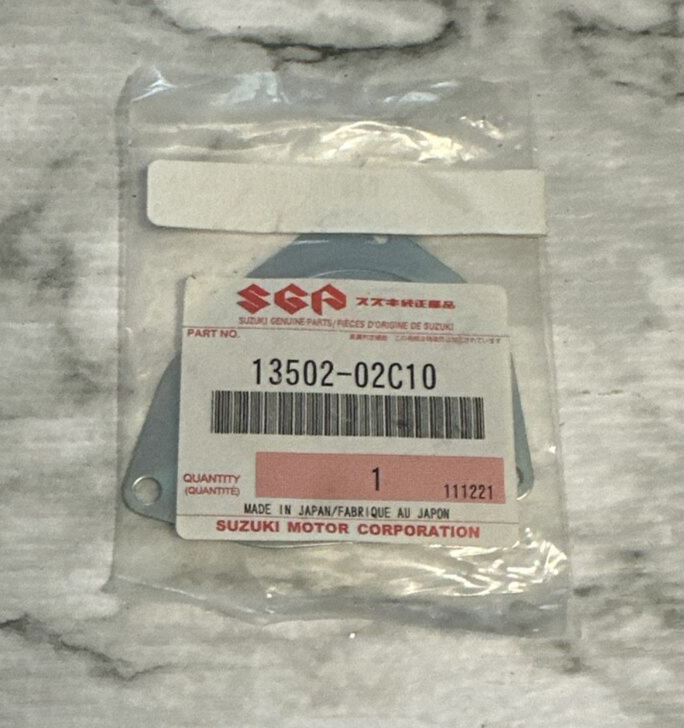 SGP スズキ純正部品
SUZUKI GENUINE PARTS/PIÈCES D'ORIGINE DE SUZUKI
PART NO.
13502-02C10
QUANTITY 1
(QUANTITÉ) 111221
MADE IN JAPAN/FABRIQUE AU JAPON
SUZUKI MOTOR CORPORATION